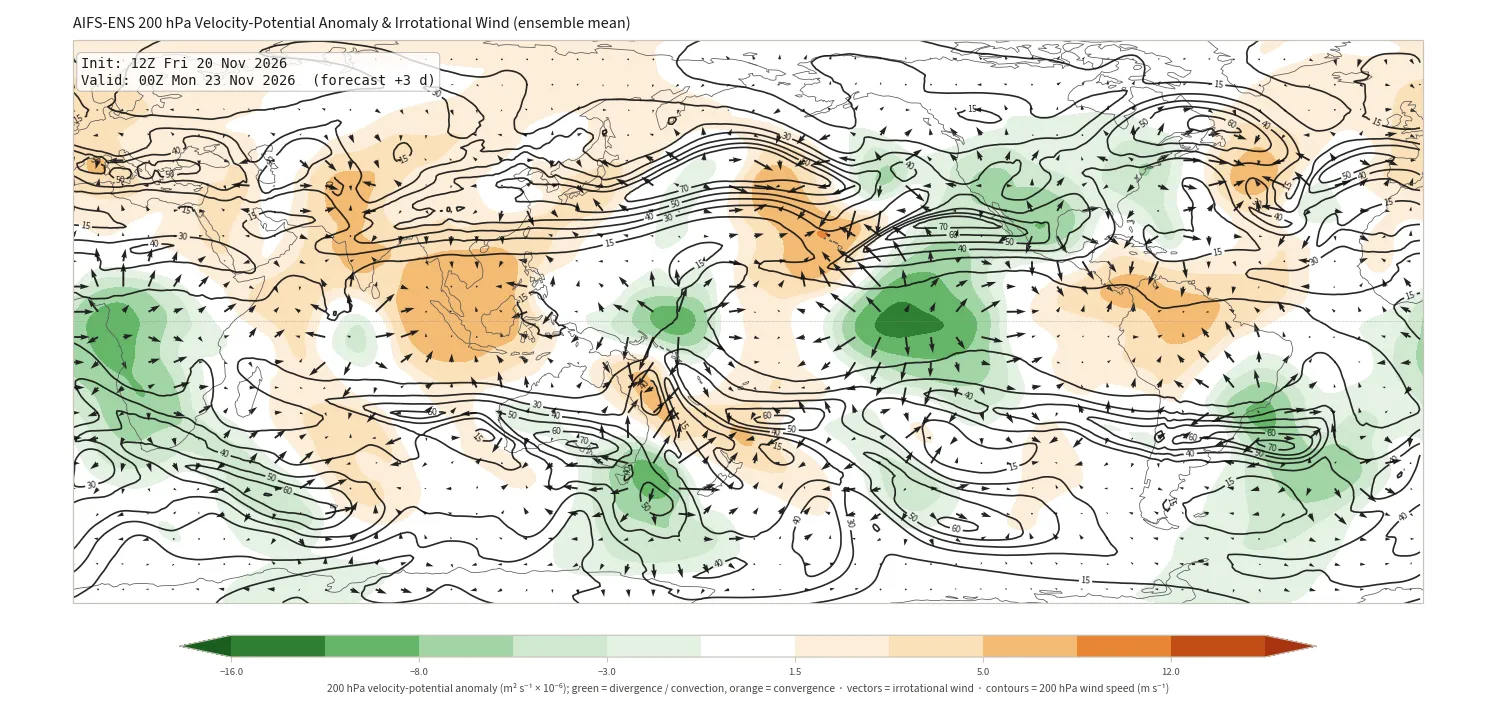 AIFS-ENS 200 hPa Velocity-Potential Anomaly & Irrotational Wind (ensemble mean)
Init: 12Z Fri 20 Nov 2026
Valid: 00Z Mon 23 Nov 2026 (forecast +3 d)
−16.0 −8.0 −3.0 1.5 5.0 12.0
200 hPa velocity-potential anomaly (m² s⁻¹ × 10⁻⁶); green = divergence / convection, orange = convergence · vectors = irrotational wind · contours = 200 hPa wind speed (m s⁻¹)